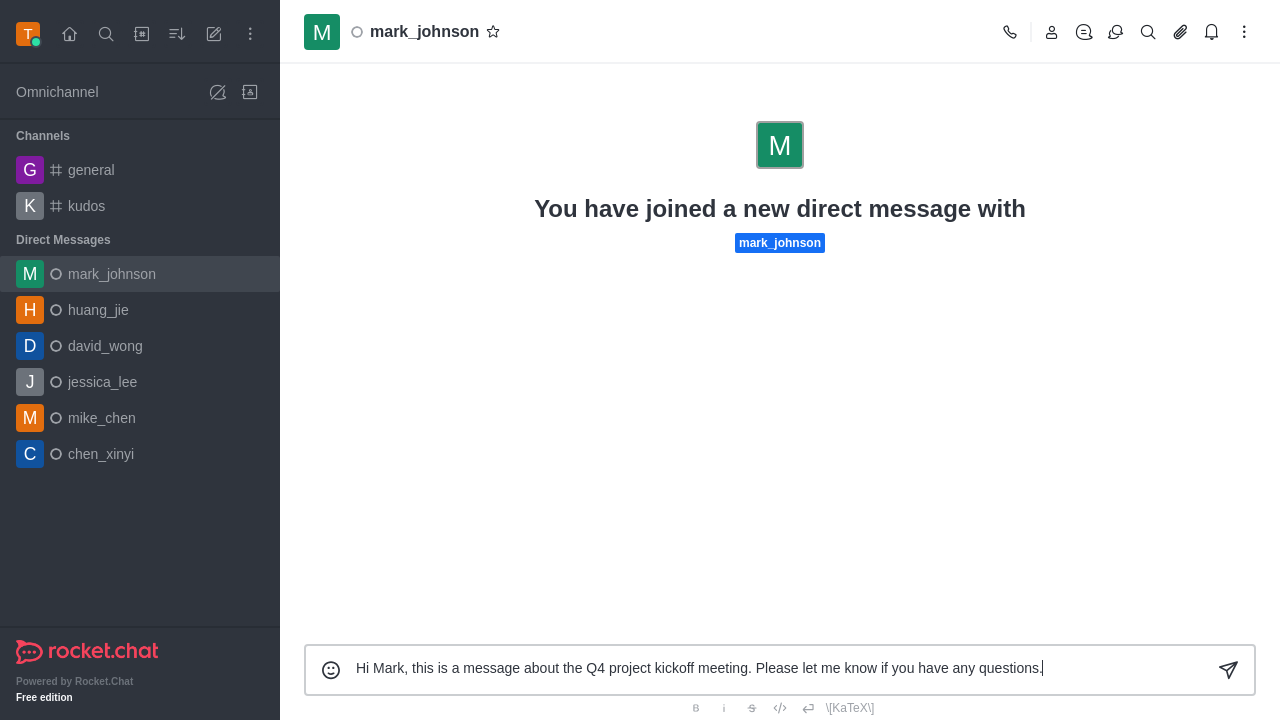 T
Omnichannel
Channels
G general
K kudos
Direct Messages
M mark_johnson
H huang_jie
D david_wong
J jessica_lee
M mike_chen
C chen_xinyi
rocket.chat
Powered by Rocket.Chat
Free edition
M mark_johnson
M
You have joined a new direct message with
mark_johnson
Hi Mark, this is a message about the Q4 project kickoff meeting. Please let me know if you have any questions.
B i S \[KaTeX\]